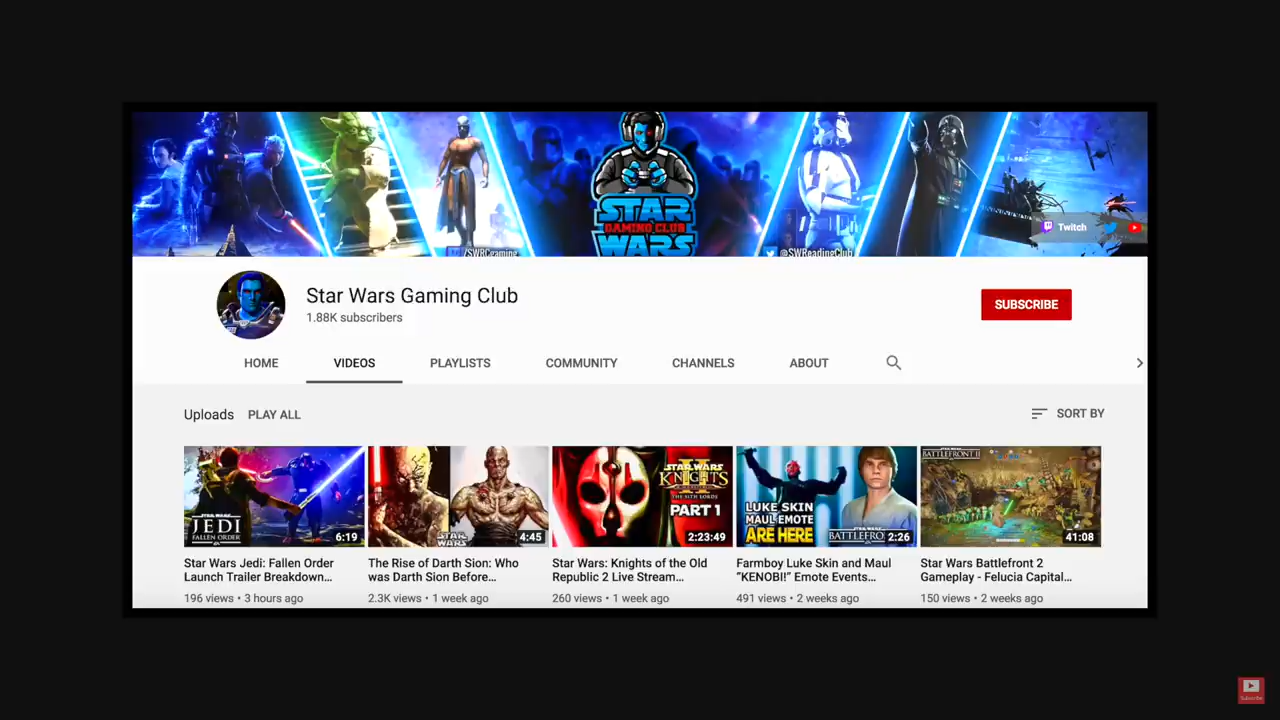 STAR
GAMING CLUB
WARS
/SWRCgaming
@SWReadingClub
Twitch
Star Wars Gaming Club
1.88K subscribers
SUBSCRIBE
HOME VIDEOS PLAYLISTS COMMUNITY CHANNELS ABOUT
Uploads PLAY ALL
SORT BY
STAR WARS
JEDI
FALLEN ORDER
6:19
STAR
WARS
4:45
STAR WARS
KNIGHTS
THE SITH LORDS
PART 1
2:23:49
LUKE SKIN
MAUL EMOTE
ARE HERE
BATTLEFRO
2:26
BATTLEFRONT II
41:08
Star Wars Jedi: Fallen Order
Launch Trailer Breakdown...
196 views • 3 hours ago
The Rise of Darth Sion: Who
was Darth Sion Before...
2.3K views • 1 week ago
Star Wars: Knights of the Old
Republic 2 Live Stream...
260 views • 1 week ago
Farmboy Luke Skin and Maul
“KENOBI!” Emote Events...
491 views • 2 weeks ago
Star Wars Battlefront 2
Gameplay - Felucia Capital...
150 views • 2 weeks ago
Subscribe